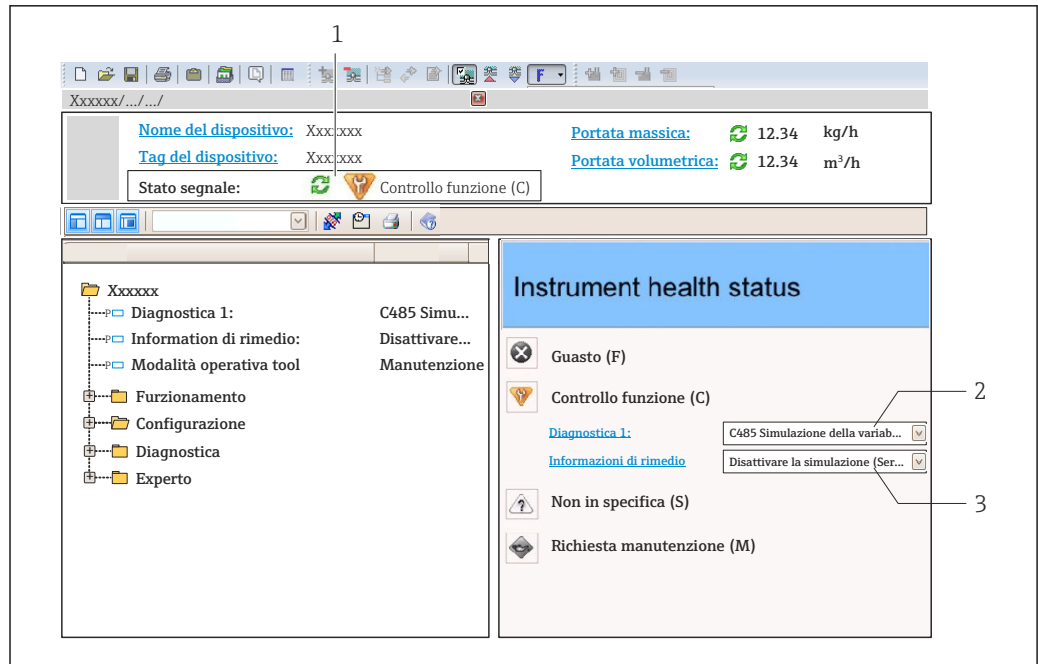 1
F
Xxxxxx/.../.../
Nome del dispositivo: Xxxxxxx
Portata massica: 12.34 kg/h
Tag del dispositivo: Xxxxxxx
Portata volumetrica: 12.34 m³/h
Stato segnale: Controllo funzione (C)
Xxxxxx
Diagnostica 1: C485 Simu...
Information di rimedio: Disattivare...
Modalità operativa tool Manutenzione
Furzionamento
Configurazione
Diagnostica
Experto
Instrument health status
Guasto (F)
Controllo funzione (C)
2
Diagnostica 1: C485 Simulazione della variab...
Informazioni di rimedio Disattivare la simulazione (Ser...
3
Non in specifica (S)
Richiesta manutenzione (M)